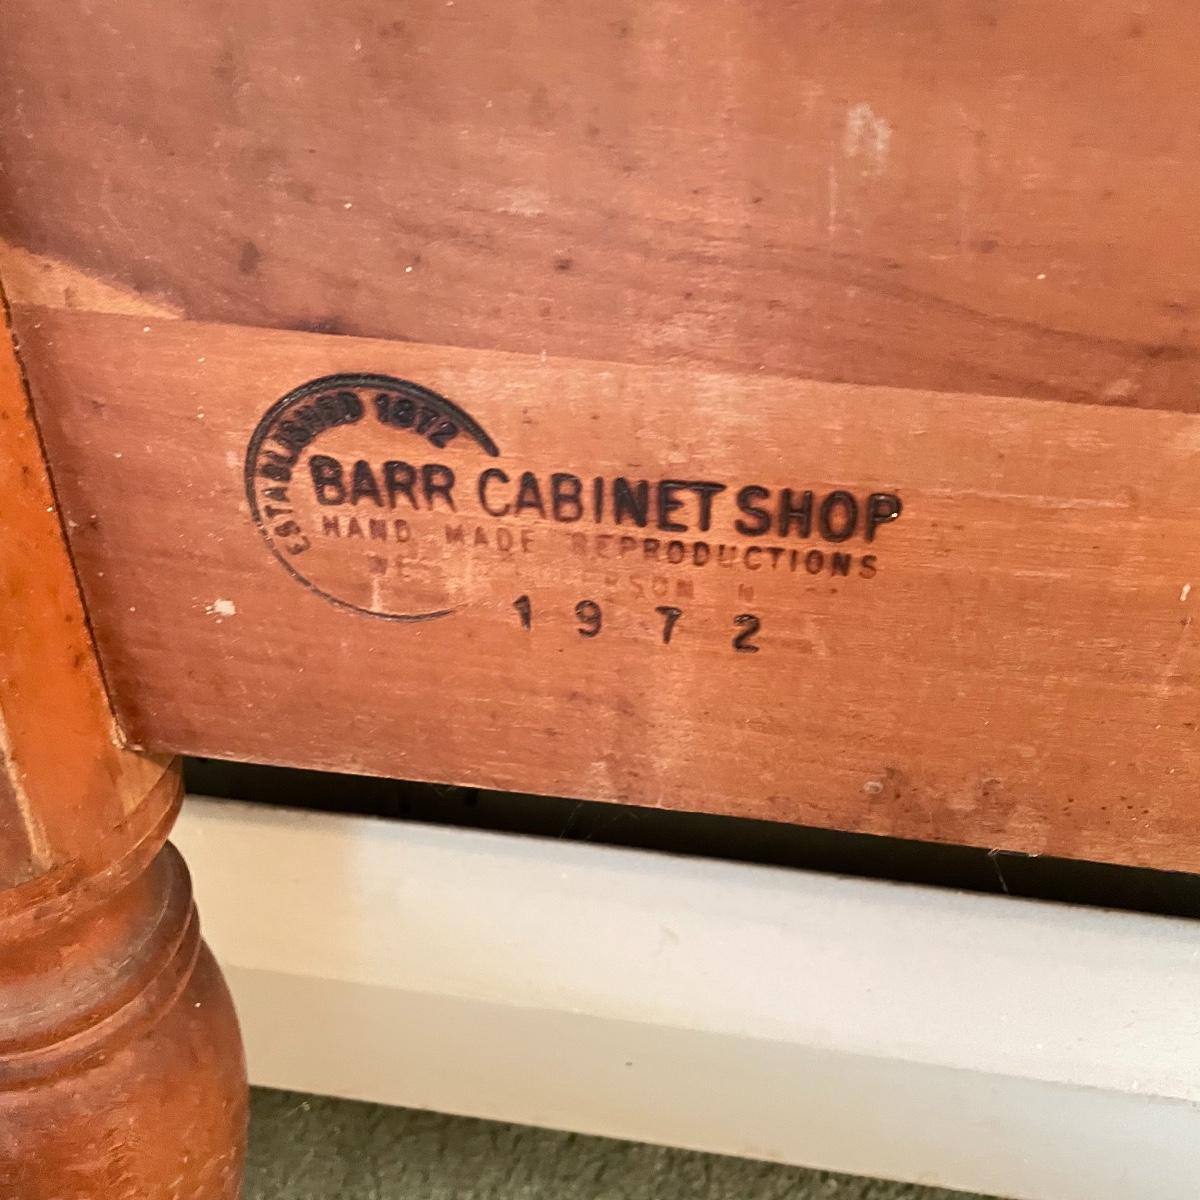 ESTABLISHED 1872
BARR CABINET SHOP
HAND MADE REPRODUCTIONS
1972